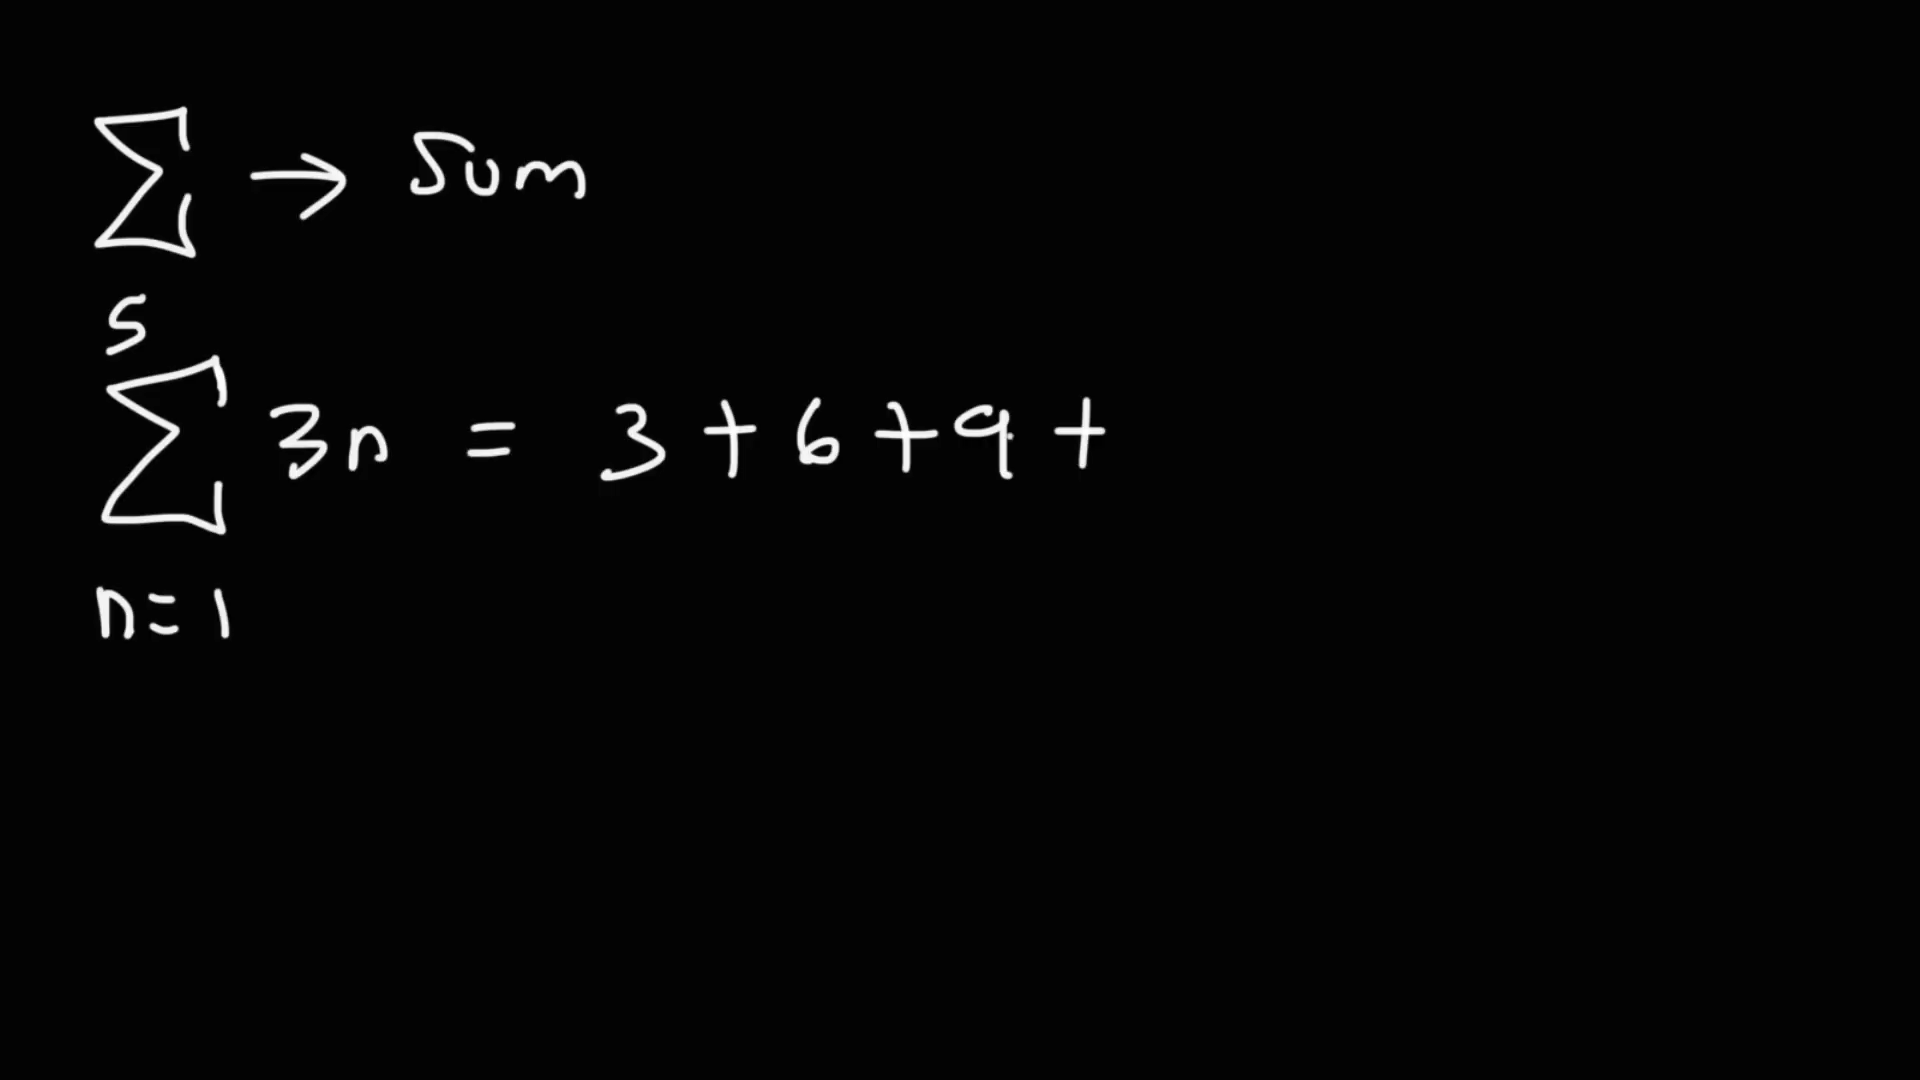 ∑ → Sum
5
∑ 3n = 3 + 6 + 9 +
n = 1